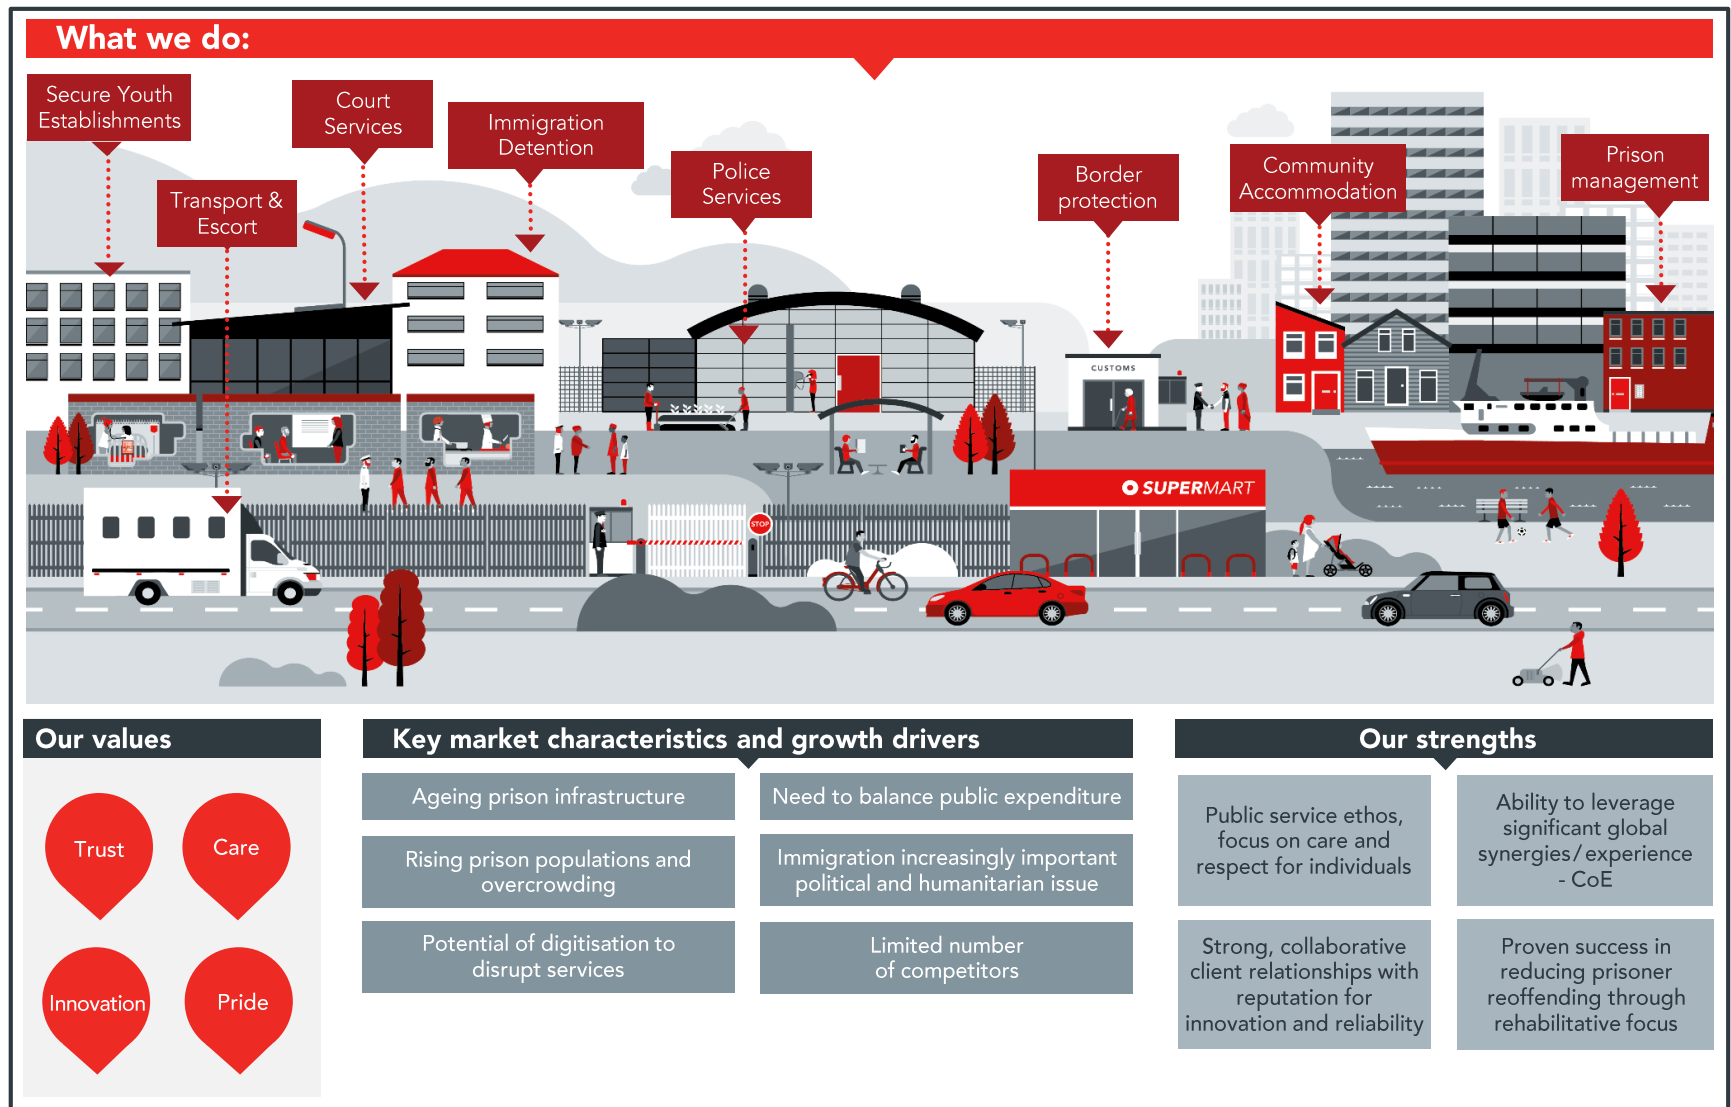 What we do:
Secure Youth
Establishments
Court
Services
Immigration
Detention
Transport &
Escort
Police
Services
Border
protection
Community
Accommodation
Prison
management
CUSTOMS
SUPERMART
STOP
Our values
Trust
Care
Innovation
Pride
Key market characteristics and growth drivers
Ageing prison infrastructure
Need to balance public expenditure
Rising prison populations and
overcrowding
Immigration increasingly important
political and humanitarian issue
Potential of digitisation to
disrupt services
Limited number
of competitors
Our strengths
Public service ethos,
focus on care and
respect for individuals
Ability to leverage
significant global
synergies/experience
- CoE
Strong, collaborative
client relationships with
reputation for
innovation and reliability
Proven success in
reducing prisoner
reoffending through
rehabilitative focus